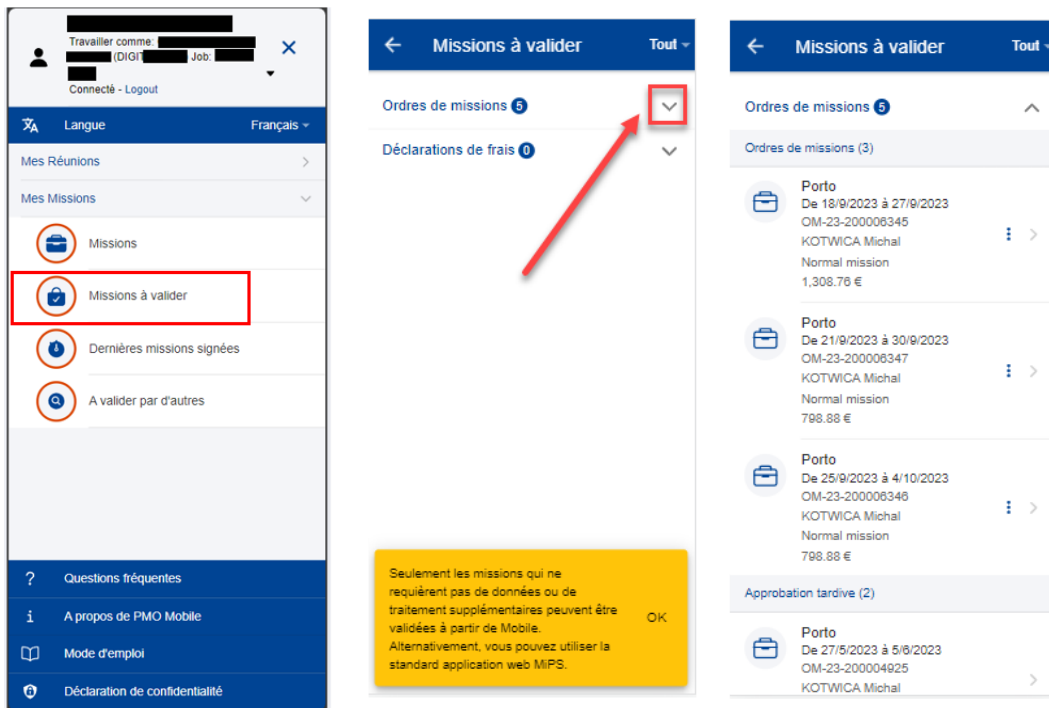 Travailler comme:
(DIGIT Job:
Connecté - Logout
Langue Français
Mes Réunions
Mes Missions
Missions
Missions à valider
Dernières missions signées
A valider par d'autres
? Questions fréquentes
i A propos de PMO Mobile
Mode d'emploi
Déclaration de confidentialité
Missions à valider Tout
Ordres de missions 5
Déclarations de frais 0
Seulement les missions qui ne
requièrent pas de données ou de
traitement supplémentaires peuvent être
validées à partir de Mobile.
Alternativement, vous pouvez utiliser la
standard application web MiPS.
OK
Missions à valider Tout
Ordres de missions 5
Ordres de missions (3)
Porto
De 18/9/2023 à 27/9/2023
OM-23-200006345
KOTWICA Michal
Normal mission
1,308.76 €
Porto
De 21/9/2023 à 30/9/2023
OM-23-200006347
KOTWICA Michal
Normal mission
798.88 €
Porto
De 25/9/2023 à 4/10/2023
OM-23-200006346
KOTWICA Michal
Normal mission
798.88 €
Approbation tardive (2)
Porto
De 27/5/2023 à 5/6/2023
OM-23-200004925
KOTWICA Michal